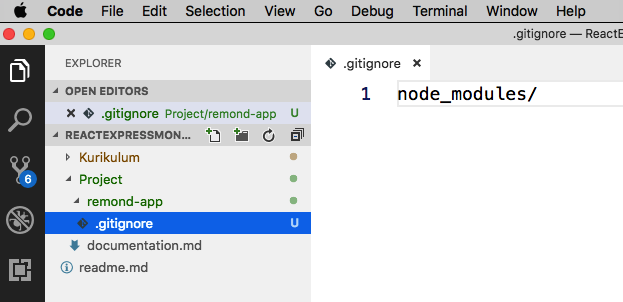 Code File Edit Selection View Go Debug Terminal Window Help
.gitignore — ReactE
EXPLORER
.gitignore ×
OPEN EDITORS
× .gitignore Project/remond-app U
REACTEXPRESSMON...
Kurikulum
Project
remond-app
.gitignore U
documentation.md
readme.md
6
1 node_modules/